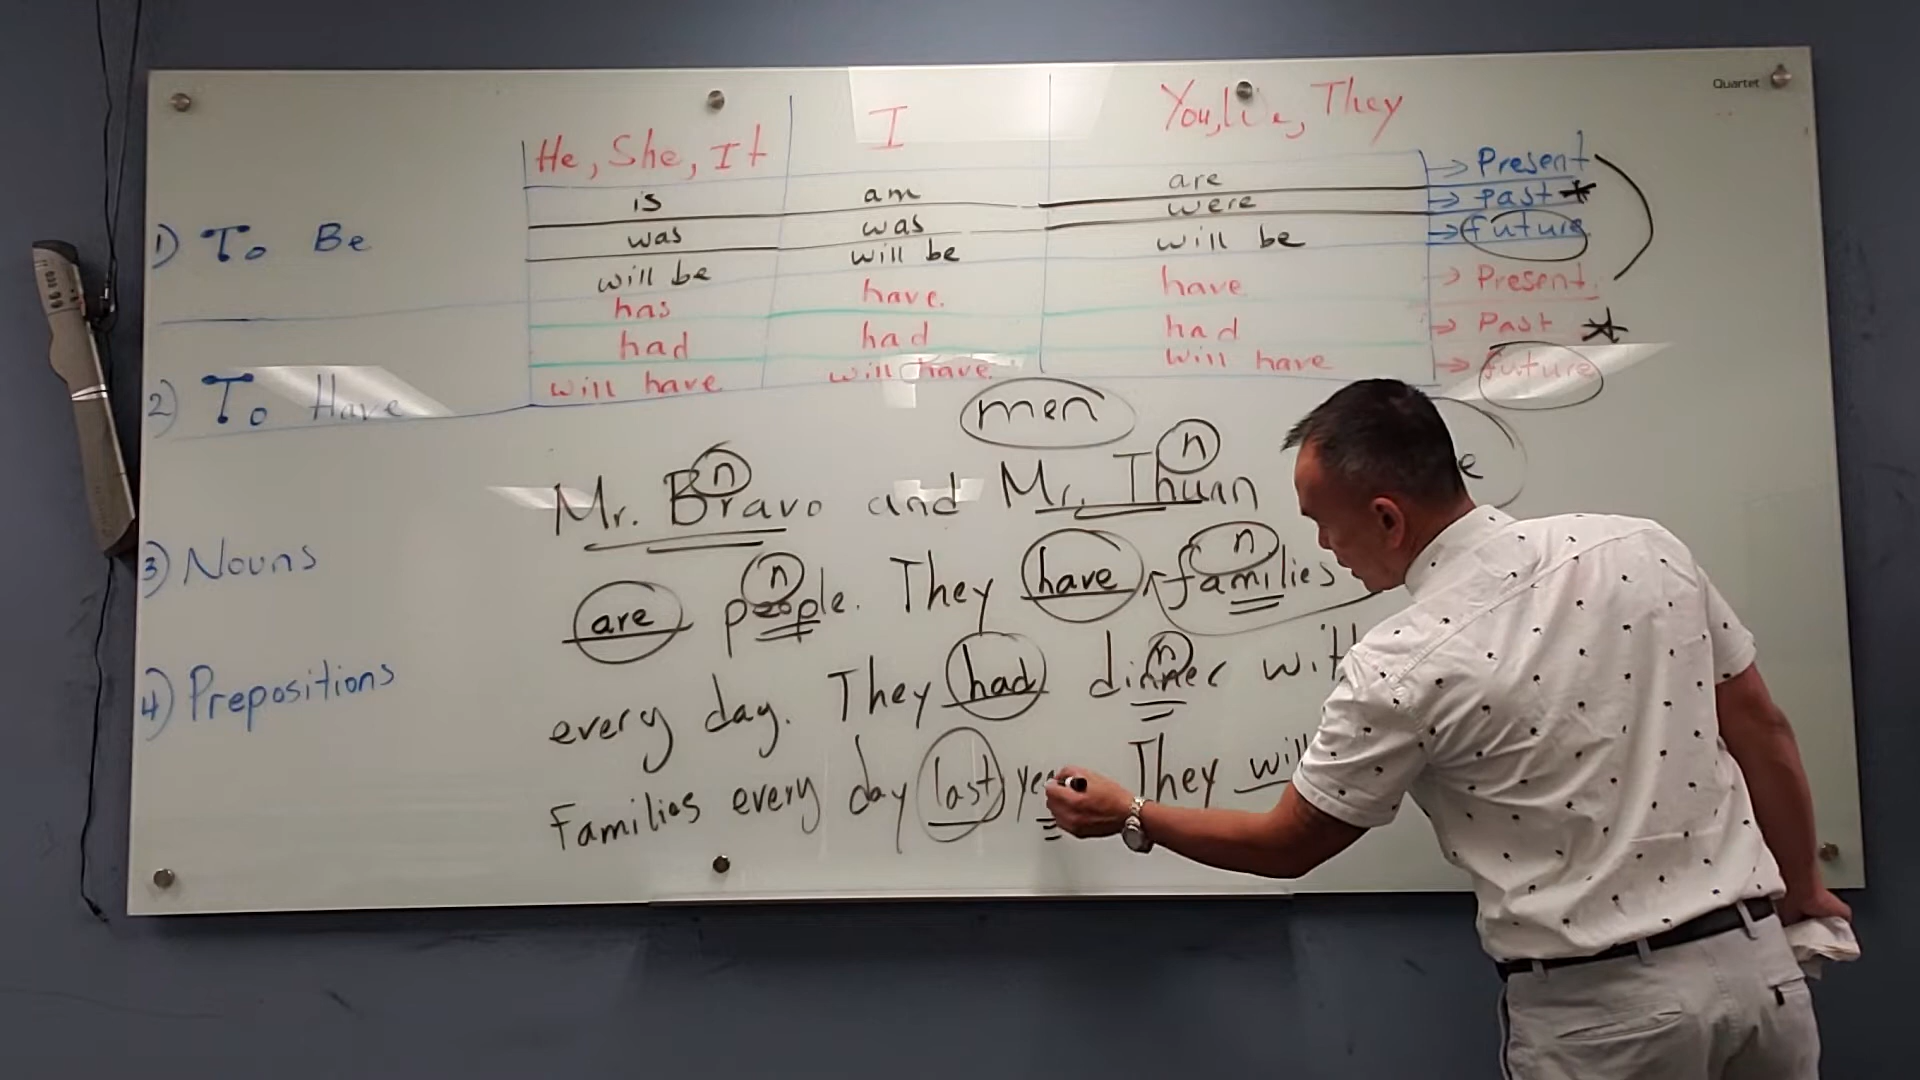 Quartet
He, She, It I You, We, They
is am are → Present
was was were → Past
1) To Be will be will be will be → future
has have. have → Present.
had had had → Past
2) To Have will have will have. will have → future
men
n n
Mr. Bravo and Mr. Thuan
3) Nouns n n
are people. They have families
4) Prepositions n
every day. They had dinner with
Families every day last They will